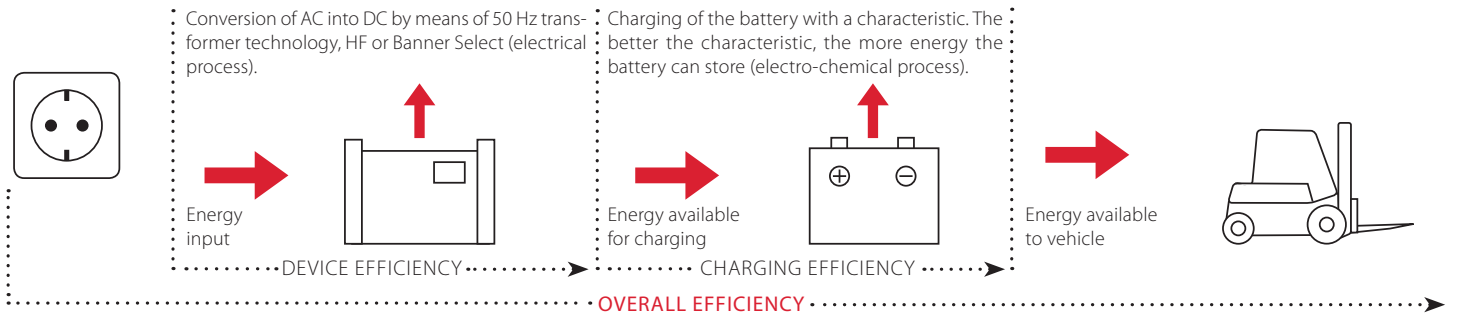 Conversion of AC into DC by means of 50 Hz trans-
former technology, HF or Banner Select (electrical
process).
Charging of the battery with a characteristic. The
better the characteristic, the more energy the
battery can store (electro-chemical process).
Energy
input
Energy available
for charging
Energy available
to vehicle
DEVICE EFFICIENCY
CHARGING EFFICIENCY
OVERALL EFFICIENCY